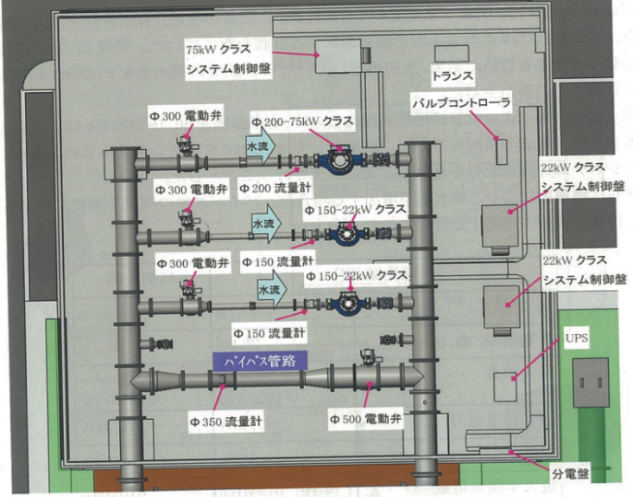 75kW クラス
システム制御盤
トランス
Φ300 電動弁
Φ200-75kW クラス
バルブコントローラ
水流
Φ300 電動弁
Φ200 流量計
22kW クラス
システム制御盤
Φ150-22kW クラス
水流
Φ300 電動弁
Φ150 流量計
Φ150-22kW クラス
22kW クラス
システム制御盤
水流
Φ150 流量計
バイパス管路
UPS
Φ350 流量計
Φ500 電動弁
分電盤